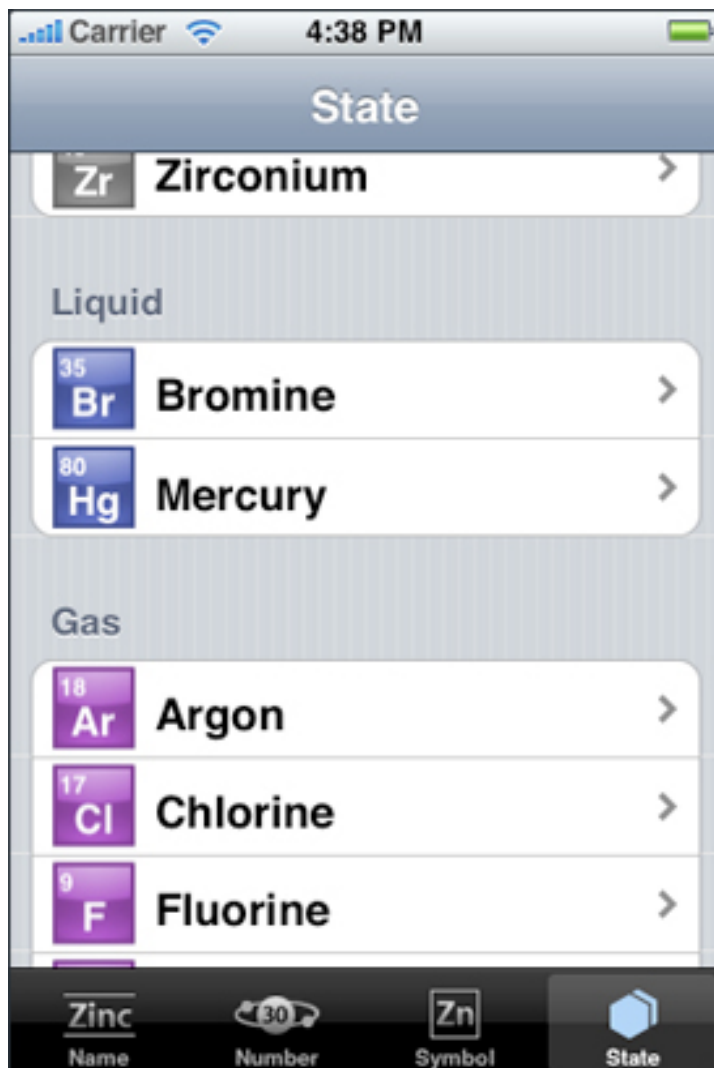 Carrier 4:38 PM
State
Zr Zirconium
Liquid
35
Br Bromine
80
Hg Mercury
Gas
18
Ar Argon
17
Cl Chlorine
9
F Fluorine
Zinc 30 Zn
Name Number Symbol State